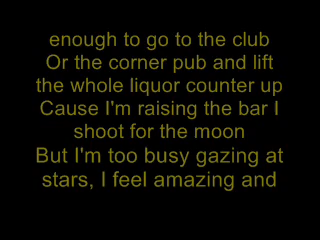 enough to go to the club
Or the corner pub and lift
the whole liquor counter up
Cause I'm raising the bar I
shoot for the moon
But I'm too busy gazing at
stars, I feel amazing and